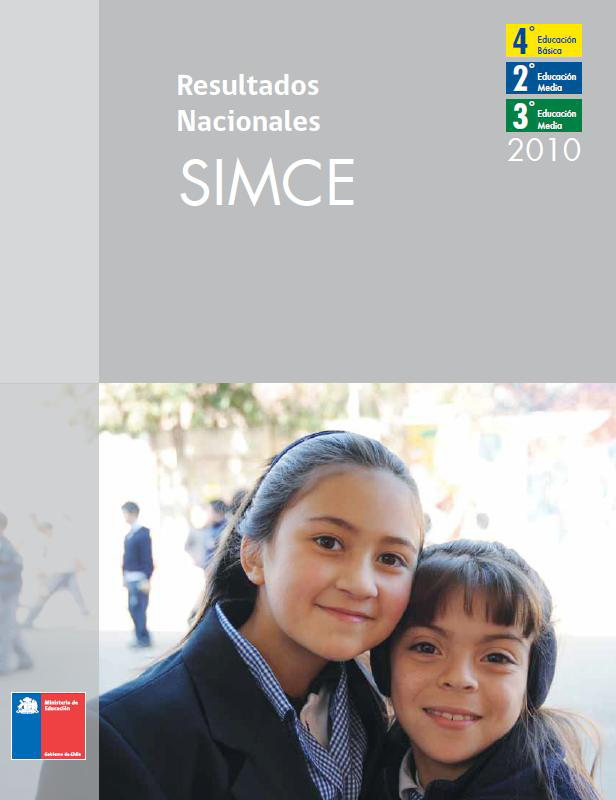 4° Educación
Básica
2° Educación
Media
3° Educación
Media
2010
Resultados
Nacionales
SIMCE
Ministerio de
Educación
Gobierno de Chile